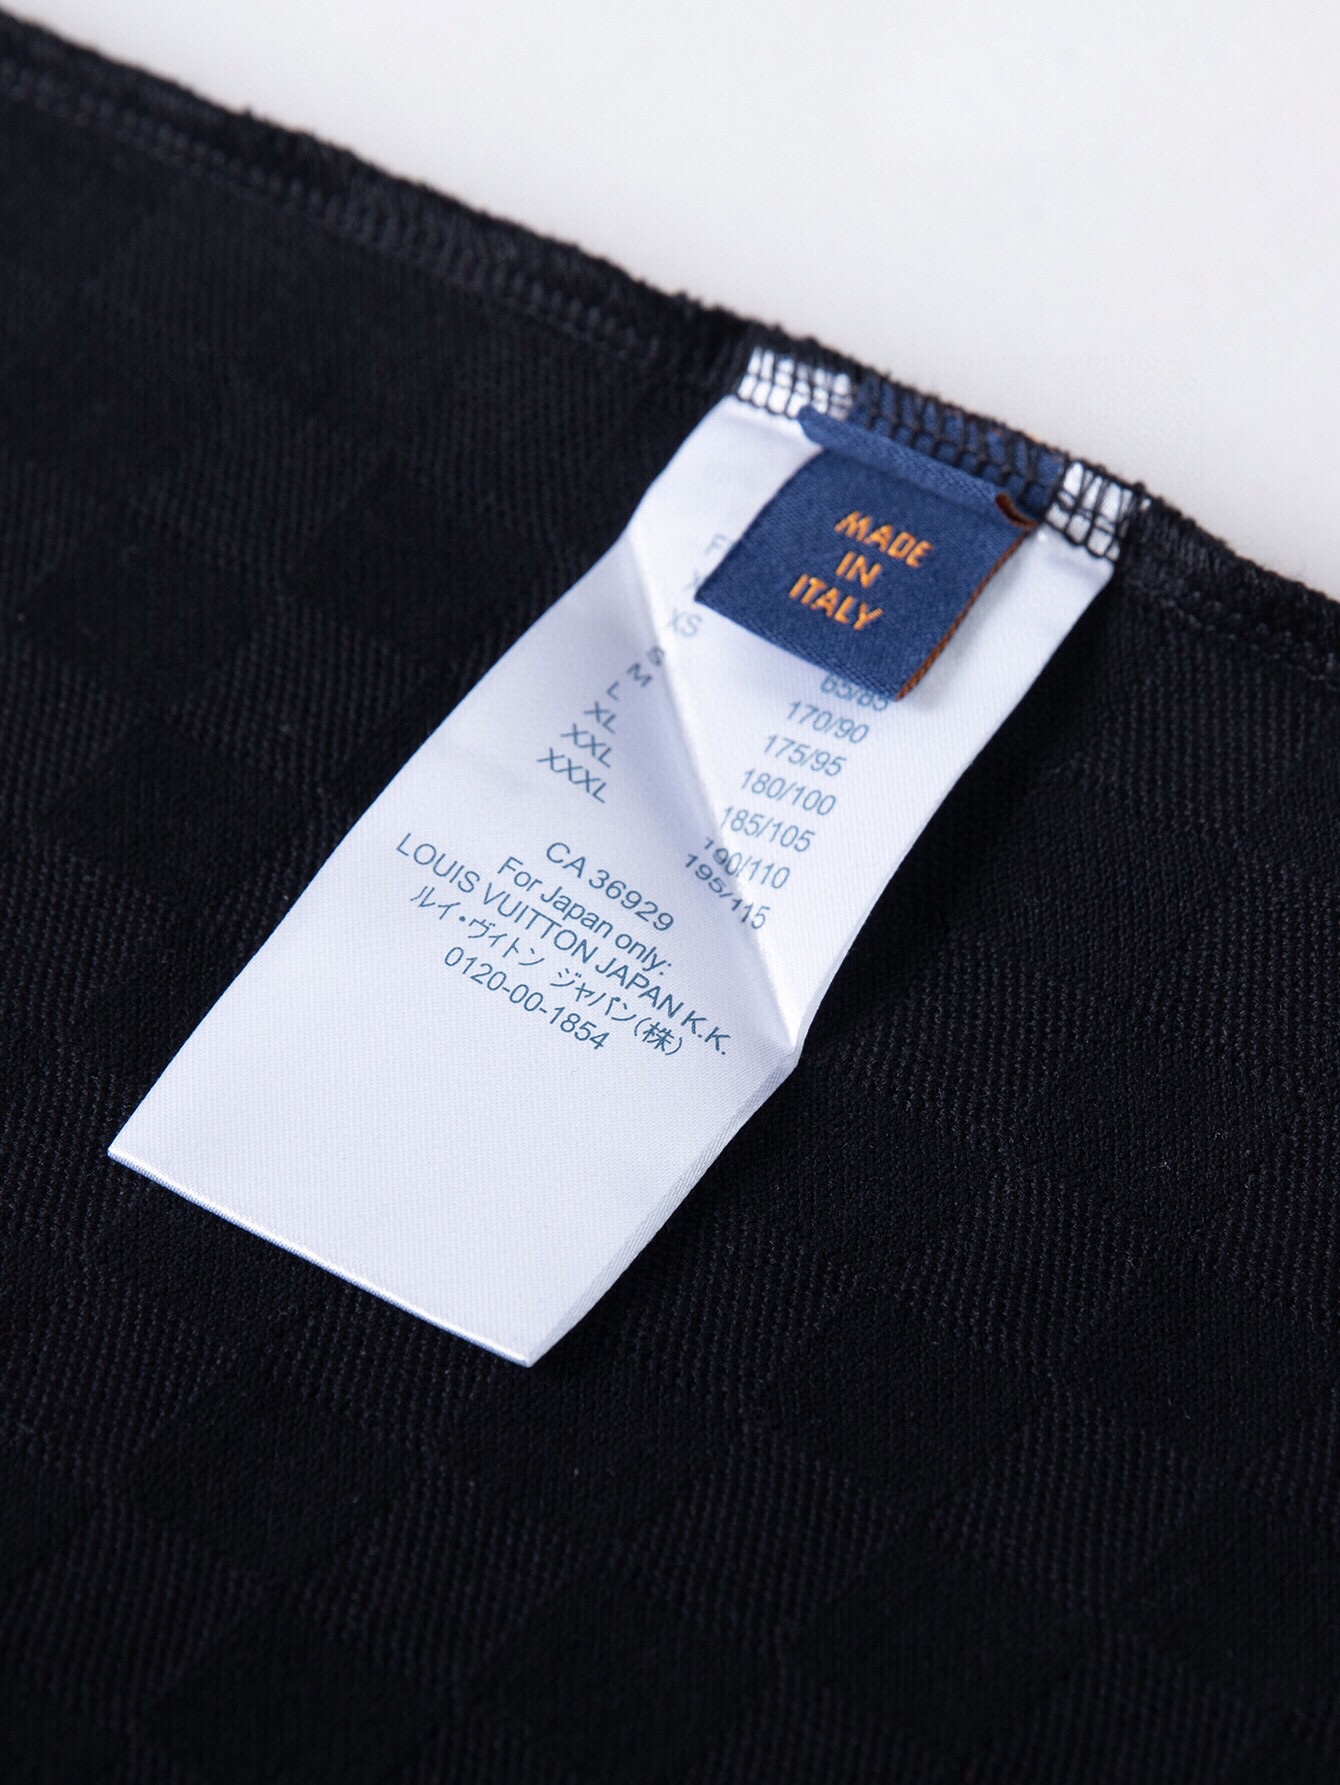 MADE
IN
ITALY
XS
S
M 170/90
L 175/95
XL 180/100
XXL 185/105
XXXL 190/110
195/115
CA 36929
For Japan only:
LOUIS VUITTON JAPAN K.K.
ルイ・ヴィトン ジャパン(株)
0120-00-1854